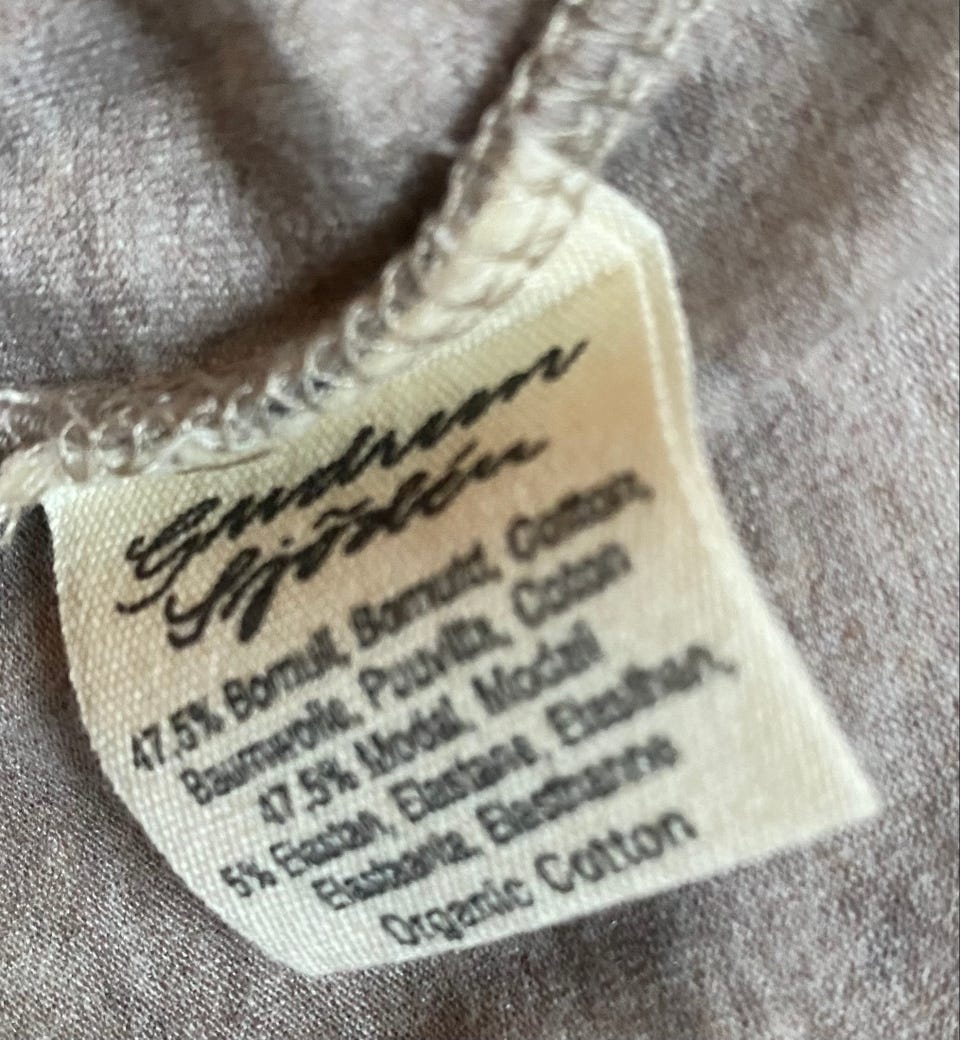 Gudrun
Sjödén
47.5% Bomull, Bomuld, Cotton,
Baumwolle, Puuvilla, Coton
47.5% Modal, Modal
5% Elastan, Elastane, Elasthan,
Elastaania, Elasthanne
Organic Cotton